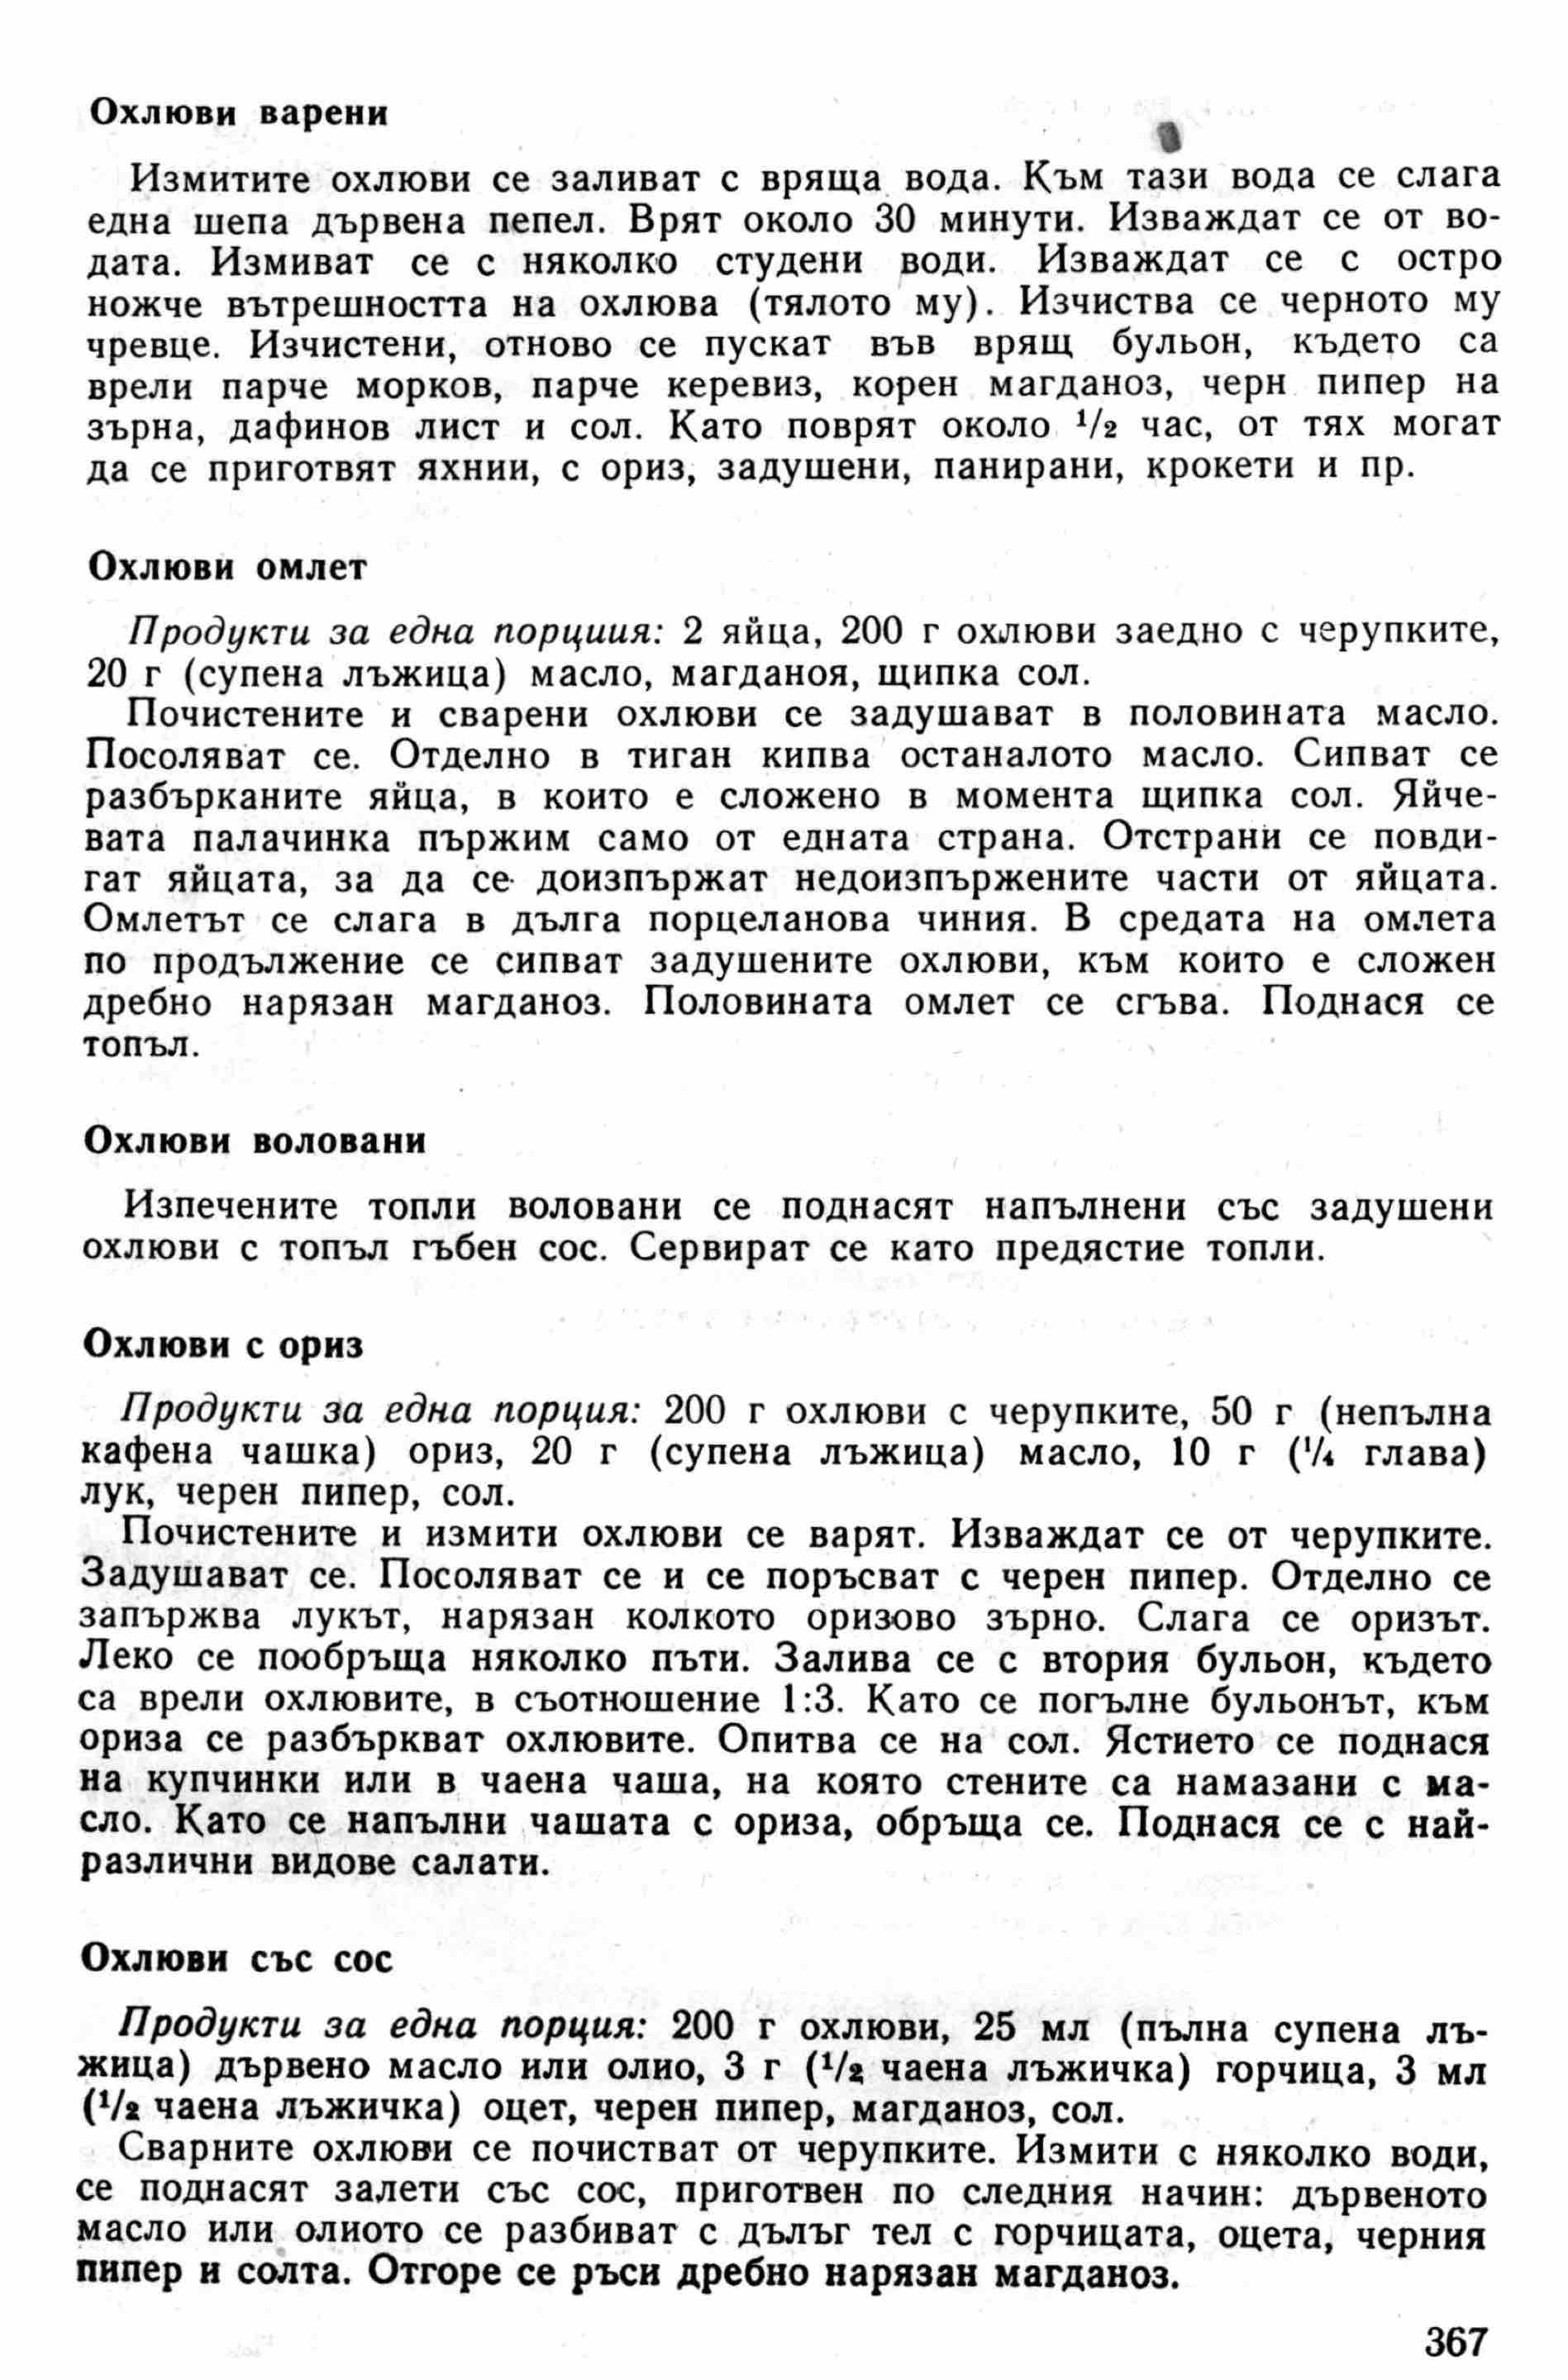 Охлюви варени
Измитите охлюви се заливат с вряща вода. Към тази вода се слага
една шепа дървена пепел. Врят около 30 минути. Изваждат се от во-
дата. Измиват се с няколко студени води. Изваждат се с остро
ножче вътрешността на охлюва (тялото му). Изчиства се черното му
чревце. Изчистени, отново се пускат във врящ бульон, където са
врели парче морков, парче керевиз, корен магданоз, черн пипер на
зърна, дафинов лист и сол. Като поврят около 1/2 час, от тях могат
да се приготвят яхнии, с ориз, задушени, панирани, крокети и пр.
Охлюви омлет
Продукти за една порциия: 2 яйца, 200 г охлюви заедно с черупките,
20 г (супена лъжица) масло, магданоя, щипка сол.
Почистените и сварени охлюви се задушават в половината масло.
Посоляват се. Отделно в тиган кипва останалото масло. Сипват се
разбърканите яйца, в които е сложено в момента щипка сол. Яйче-
вата палачинка пържим само от едната страна. Отстрани се повди-
гат яйцата, за да се доизпържат недоизпържените части от яйцата.
Омлетът се слага в дълга порцеланова чиния. В средата на омлета
по продължение се сипват задушените охлюви, към които е сложен
дребно нарязан магданоз. Половината омлет се сгъва. Поднася се
топъл.
Охлюви воловани
Изпечените топли воловани се поднасят напълнени със задушени
охлюви с топъл гъбен сос. Сервират се като предястие топли.
Охлюви с ориз
Продукти за една порция: 200 г охлюви с черупките, 50 г (непълна
кафена чашка) ориз, 20 г (супена лъжица) масло, 10 г (1/4 глава)
лук, черен пипер, сол.
Почистените и измити охлюви се варят. Изваждат се от черупките.
Задушават се. Посоляват се и се поръсват с черен пипер. Отделно се
запържва лукът, нарязан колкото оризово зърно. Слага се оризът.
Леко се пообръща няколко пъти. Залива се с втория бульон, където
са врели охлювите, в съотношение 1:3. Като се погълне бульонът, към
ориза се разбъркват охлювите. Опитва се на сол. Ястието се поднася
на купчинки или в чаена чаша, на която стените са намазани с ма-
сло. Като се напълни чашата с ориза, обръща се. Поднася се с най-
различни видове салати.
Охлюви със сос
Продукти за една порция: 200 г охлюви, 25 мл (пълна супена лъ-
жица) дървено масло или олио, 3 г (1/2 чаена лъжичка) горчица, 3 мл
(1/2 чаена лъжичка) оцет, черен пипер, магданоз, сол.
Сварните охлюви се почистват от черупките. Измити с няколко води,
се поднасят залети със сос, приготвен по следния начин: дървеното
масло или олиото се разбиват с дълъг тел с горчицата, оцета, черния
пипер и солта. Отгоре се ръси дребно нарязан магданоз.
367